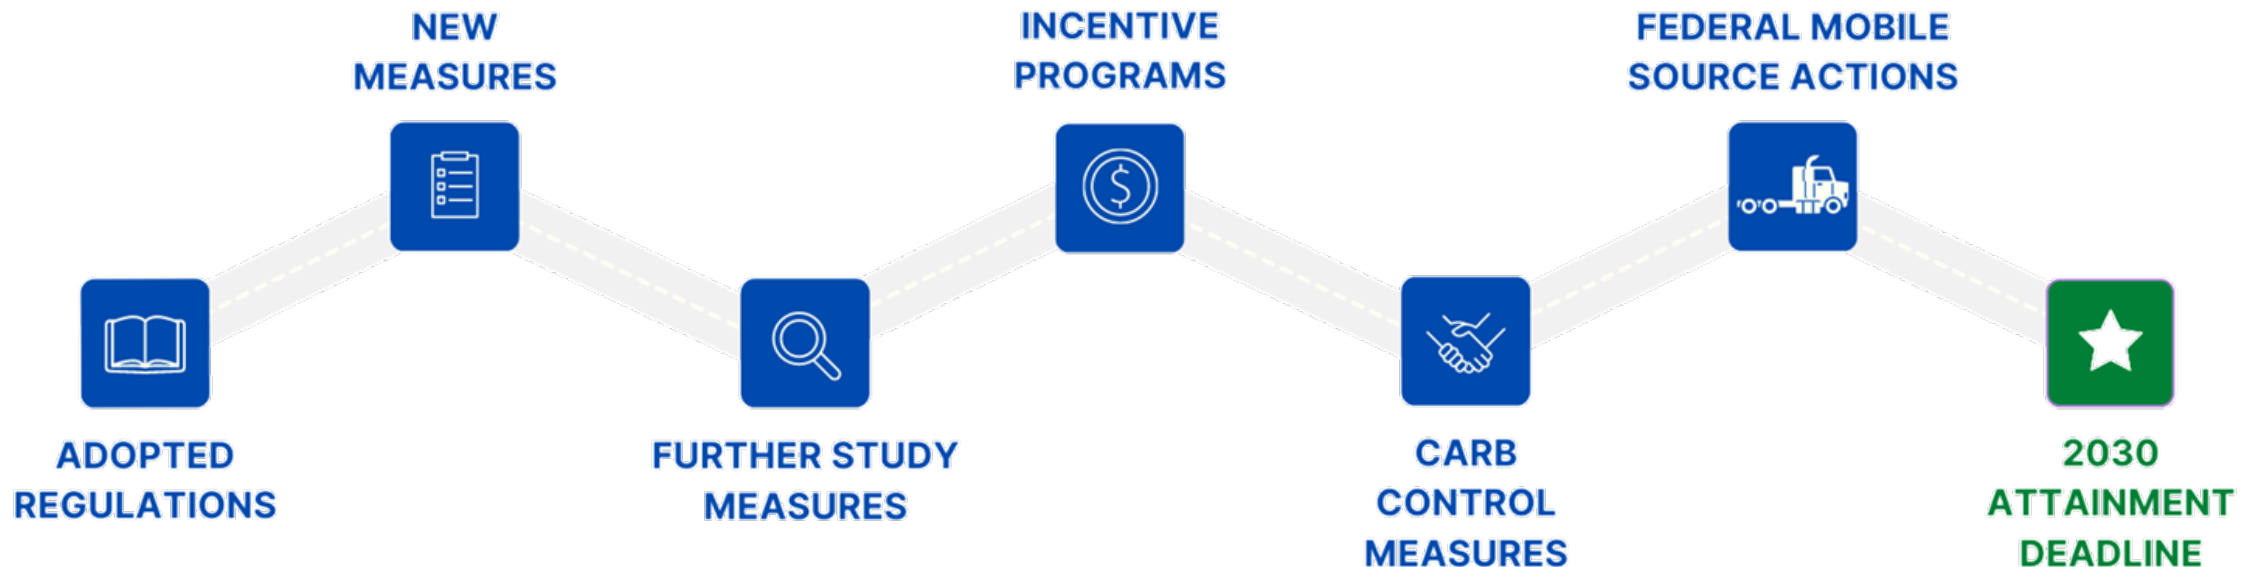 ADOPTED
REGULATIONS
NEW
MEASURES
FURTHER STUDY
MEASURES
INCENTIVE
PROGRAMS
CARB
CONTROL
MEASURES
FEDERAL MOBILE
SOURCE ACTIONS
2030
ATTAINMENT
DEADLINE